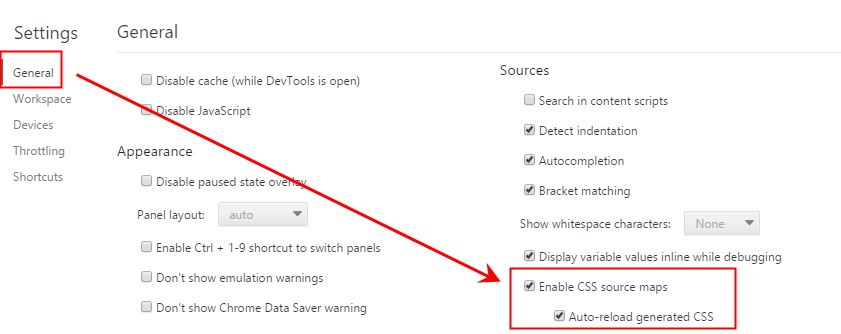 Settings
General
Workspace
Devices
Throttling
Shortcuts
General
Disable cache (while DevTools is open)
Disable JavaScript
Appearance
Disable paused state overlay
Panel layout: auto
Enable Ctrl + 1-9 shortcut to switch panels
Don't show emulation warnings
Don't show Chrome Data Saver warning
Sources
Search in content scripts
Detect indentation
Autocompletion
Bracket matching
Show whitespace characters: None
Display variable values inline while debugging
Enable CSS source maps
Auto-reload generated CSS